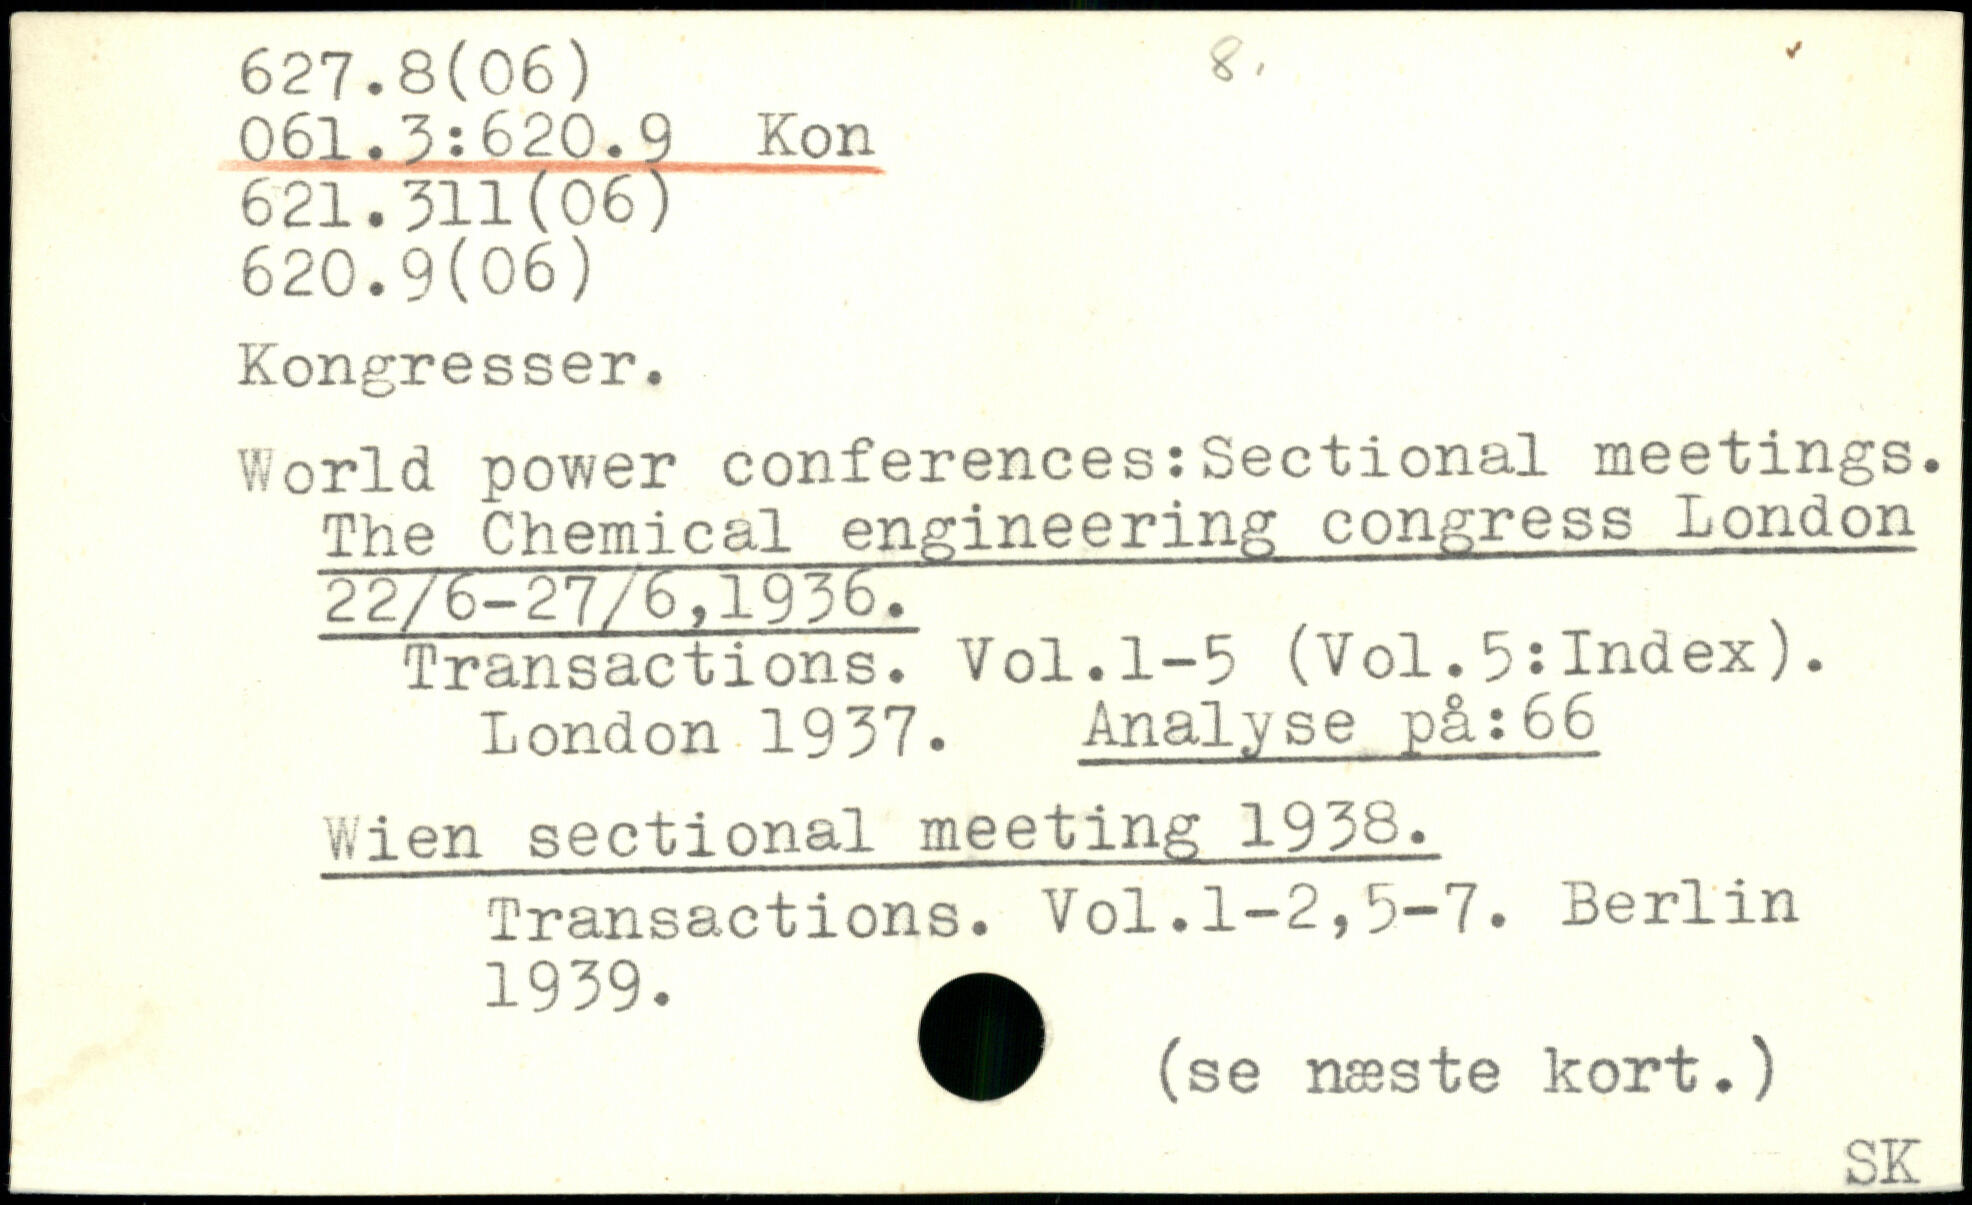 627.8(06)
8.
061.3:620.9 Kon
621.311(06)
620.9(06)
Kongresser.
World power conferences:Sectional meetings.
The Chemical engineering congress London
22/6-27/6,1936.
Transactions. Vol.1-5 (Vol.5:Index).
London 1937. Analyse på:66
Wien sectional meeting 1938.
Transactions. Vol.1-2,5-7. Berlin
1939.
(se næste kort.)
SK